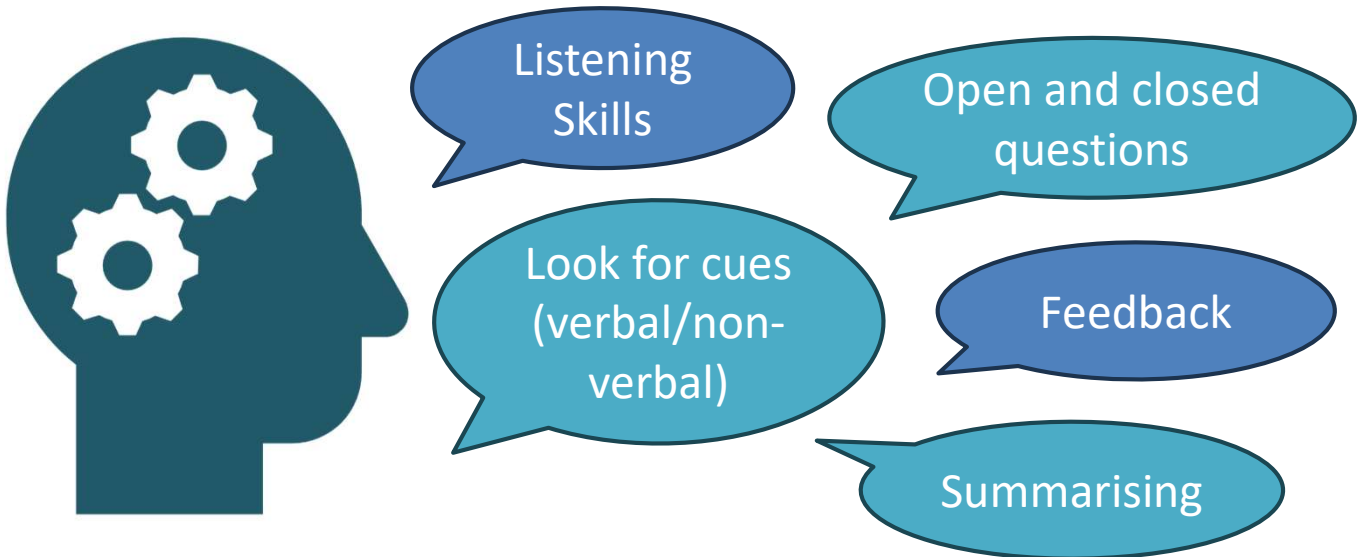 Listening
Skills
Open and closed
questions
Look for cues
(verbal/non-
verbal)
Feedback
Summarising